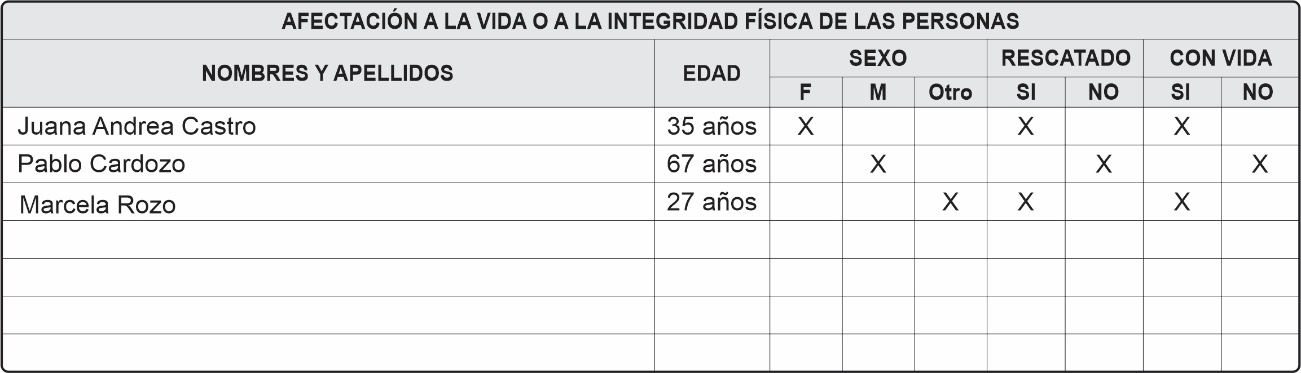 AFECTACIÓN A LA VIDA O A LA INTEGRIDAD FÍSICA DE LAS PERSONAS
NOMBRES Y APELLIDOS EDAD SEXO RESCATADO CON VIDA
F M Otro SI NO SI NO
Juana Andrea Castro 35 años X X X
Pablo Cardozo 67 años X X X
Marcela Rozo 27 años X X X